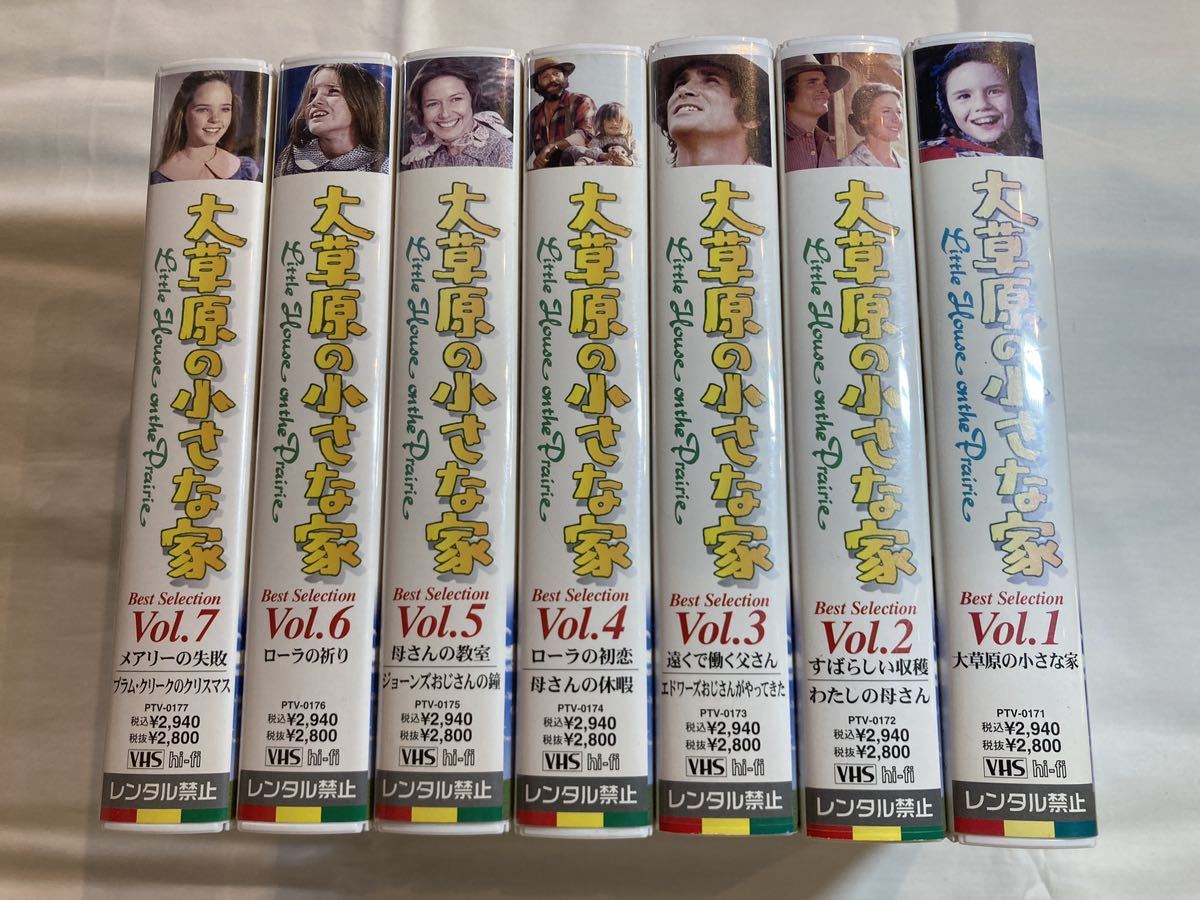 大草原の小さな家
Little House on the Prairie
Best Selection
Vol.7
メアリーの失敗
プラム・クリークのクリスマス
PTV-0177
税込¥2,940
税抜¥2,800
VHS hi-fi
レンタル禁止
大草原の小さな家
Little House on the Prairie
Best Selection
Vol.6
ローラの祈り
PTV-0176
税込¥2,940
税抜¥2,800
VHS hi-fi
レンタル禁止
大草原の小さな家
Little House on the Prairie
Best Selection
Vol.5
母さんの教室
ジョーンズおじさんの鐘
PTV-0175
税込¥2,940
税抜¥2,800
VHS hi-fi
レンタル禁止
大草原の小さな家
Little House on the Prairie
Best Selection
Vol.4
ローラの初恋
母さんの休暇
PTV-0174
税込¥2,940
税抜¥2,800
VHS hi-fi
レンタル禁止
大草原の小さな家
Little House on the Prairie
Best Selection
Vol.3
遠くで働く父さん
エドワーズおじさんがやってきた
PTV-0173
税込¥2,940
税抜¥2,800
VHS hi-fi
レンタル禁止
大草原の小さな家
Little House on the Prairie
Best Selection
Vol.2
すばらしい収穫
わたしの母さん
PTV-0172
税込¥2,940
税抜¥2,800
VHS hi-fi
レンタル禁止
大草原の小さな家
Little House on the Prairie
Best Selection
Vol.1
大草原の小さな家
PTV-0171
税込¥2,940
税抜¥2,800
VHS hi-fi
レンタル禁止